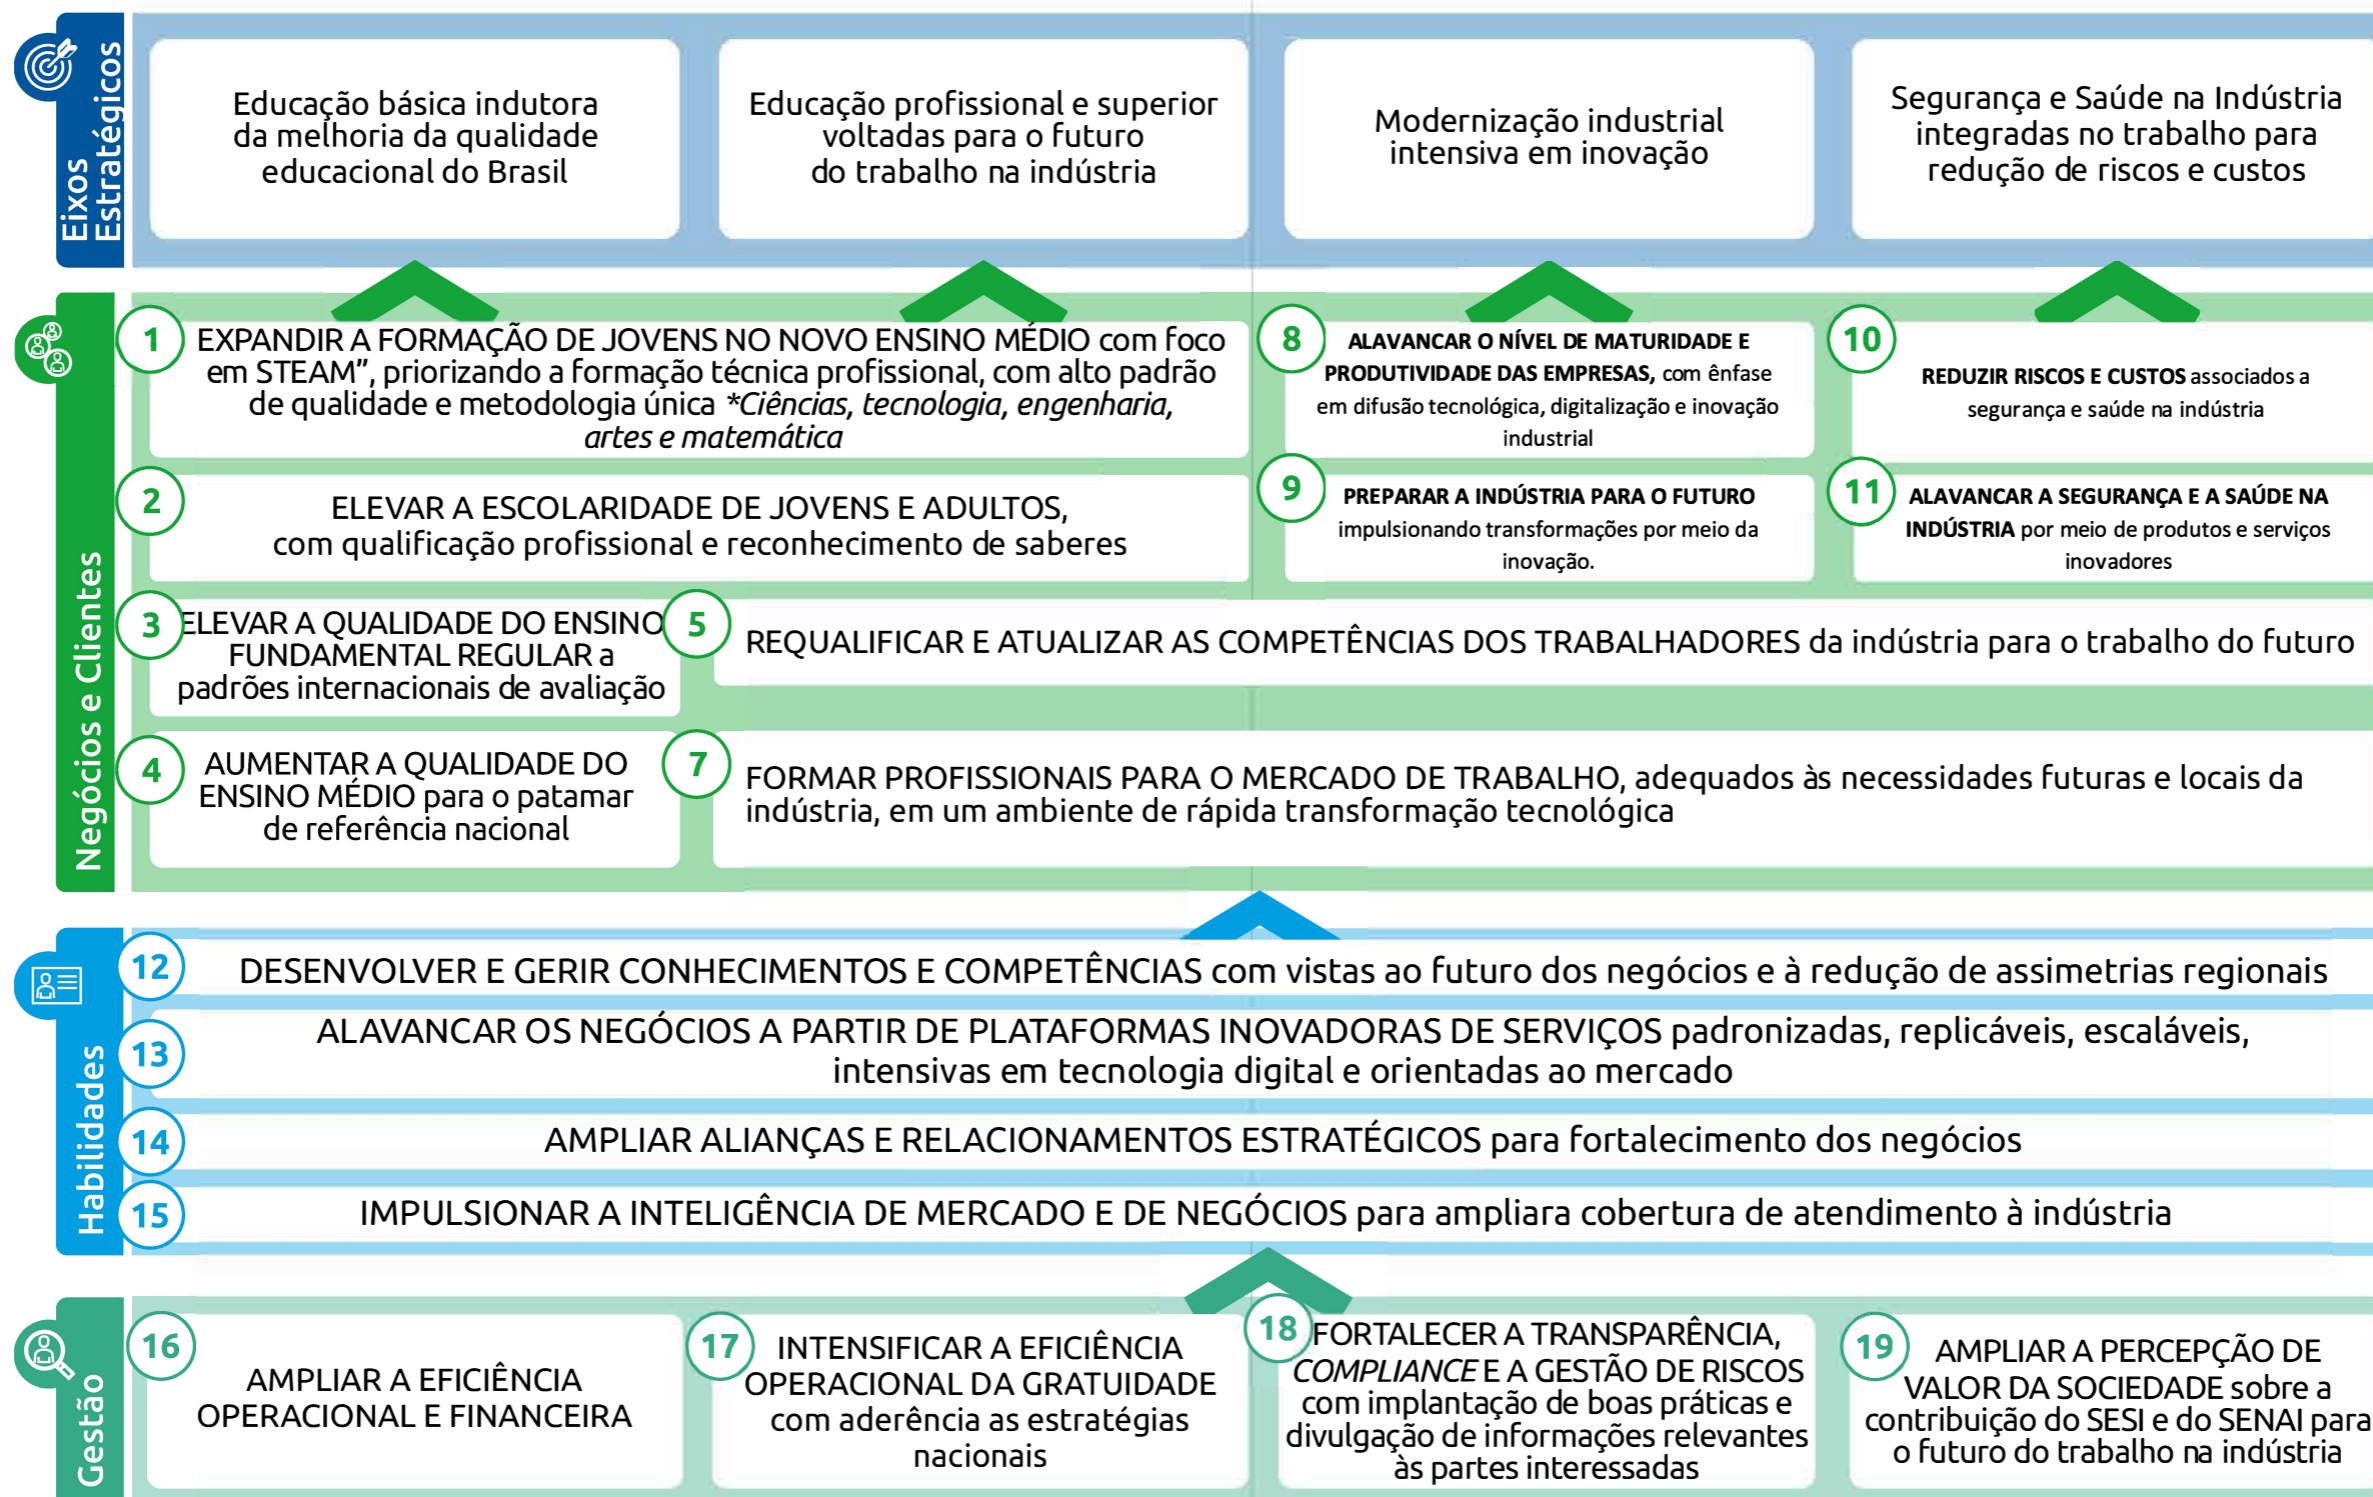 Eixos
Estratégicos
Educação básica indutora
da melhoria da qualidade
educacional do Brasil
Educação profissional e superior
voltadas para o futuro
do trabalho na indústria
Modernização industrial
intensiva em inovação
Segurança e Saúde na Indústria
integradas no trabalho para
redução de riscos e custos
Negócios e Clientes
1
EXPANDIR A FORMAÇÃO DE JOVENS NO NOVO ENSINO MÉDIO com foco
em STEAM”, priorizando a formação técnica profissional, com alto padrão
de qualidade e metodologia única *Ciências, tecnologia, engenharia,
artes e matemática
8
ALAVANCAR O NÍVEL DE MATURIDADE E
PRODUTIVIDADE DAS EMPRESAS, com ênfase
em difusão tecnológica, digitalização e inovação
industrial
10
REDUZIR RISCOS E CUSTOS associados a
segurança e saúde na indústria
2
ELEVAR A ESCOLARIDADE DE JOVENS E ADULTOS,
com qualificação profissional e reconhecimento de saberes
9
PREPARAR A INDÚSTRIA PARA O FUTURO
impulsionando transformações por meio da
inovação.
11
ALAVANCAR A SEGURANÇA E A SAÚDE NA
INDÚSTRIA por meio de produtos e serviços
inovadores
3
ELEVAR A QUALIDADE DO ENSINO
FUNDAMENTAL REGULAR a
padrões internacionais de avaliação
5
REQUALIFICAR E ATUALIZAR AS COMPETÊNCIAS DOS TRABALHADORES da indústria para o trabalho do futuro
4
AUMENTAR A QUALIDADE DO
ENSINO MÉDIO para o patamar
de referência nacional
7
FORMAR PROFISSIONAIS PARA O MERCADO DE TRABALHO, adequados às necessidades futuras e locais da
indústria, em um ambiente de rápida transformação tecnológica
Habilidades
12
DESENVOLVER E GERIR CONHECIMENTOS E COMPETÊNCIAS com vistas ao futuro dos negócios e à redução de assimetrias regionais
13
ALAVANCAR OS NEGÓCIOS A PARTIR DE PLATAFORMAS INOVADORAS DE SERVIÇOS padronizadas, replicáveis, escaláveis,
intensivas em tecnologia digital e orientadas ao mercado
14
AMPLIAR ALIANÇAS E RELACIONAMENTOS ESTRATÉGICOS para fortalecimento dos negócios
15
IMPULSIONAR A INTELIGÊNCIA DE MERCADO E DE NEGÓCIOS para ampliara cobertura de atendimento à indústria
Gestão
16
AMPLIAR A EFICIÊNCIA
OPERACIONAL E FINANCEIRA
17
INTENSIFICAR A EFICIÊNCIA
OPERACIONAL DA GRATUIDADE
com aderência as estratégias
nacionais
18
FORTALECER A TRANSPARÊNCIA,
COMPLIANCE E A GESTÃO DE RISCOS
com implantação de boas práticas e
divulgação de informações relevantes
às partes interessadas
19
AMPLIAR A PERCEPÇÃO DE
VALOR DA SOCIEDADE sobre a
contribuição do SESI e do SENAI para
o futuro do trabalho na indústria